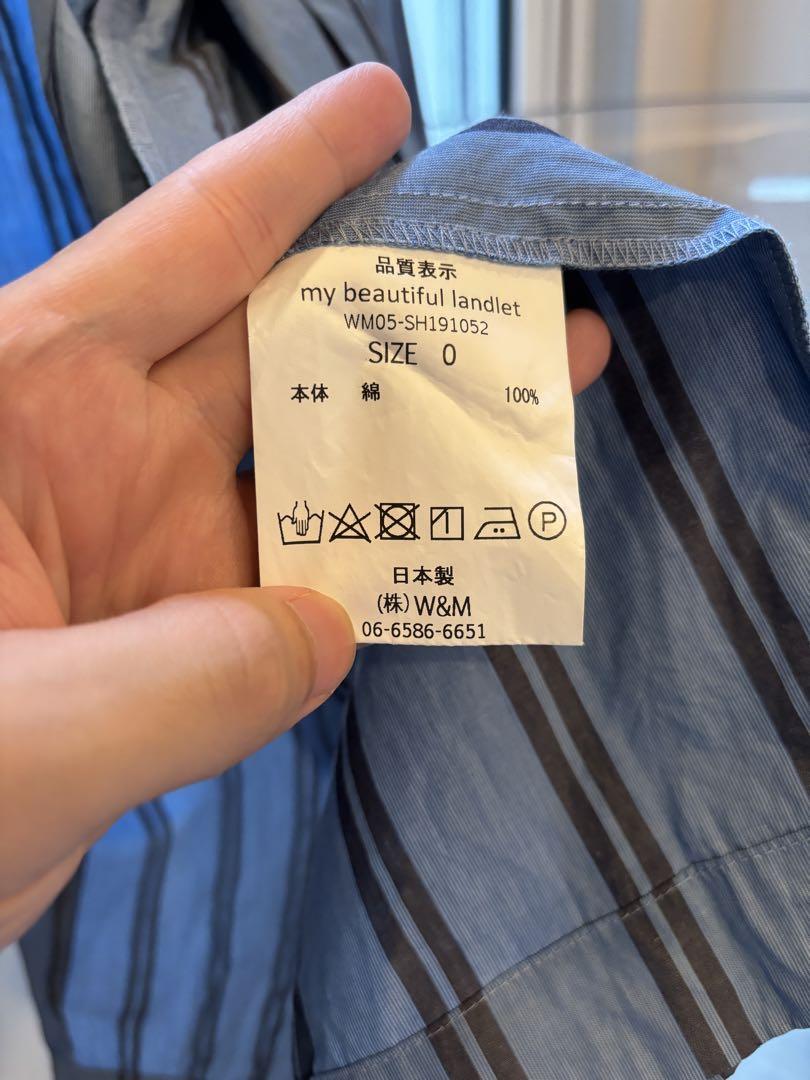 品質表示
my beautiful landlet
WM05-SH191052
SIZE 0
本体 綿 100%
P
日本製
(株)W&M
06-6586-6651